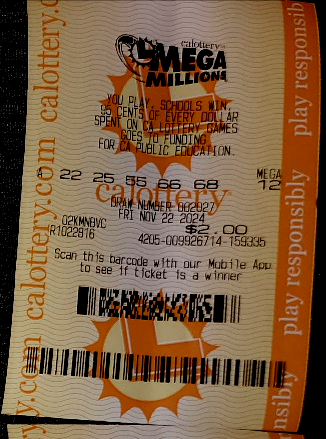 calottery
MEGA
MILLIONS
YOU PLAY, SCHOOLS WIN.
95 CENTS OF EVERY DOLLAR
SPENT ON CA LOTTERY GAMES
GOES TO FUNDING
FOR CA PUBLIC EDUCATION.
MEGA
22 25 55 66 68 12
calottery
DRAW NUMBER 002027
FRI NOV 22 2024
02KMNBVC $2.00
R1022816 4205-009926714-159335
Scan this barcode with our Mobile App
to see if ticket is a winner
calottery.com calottery.com
play responsibly play responsibly